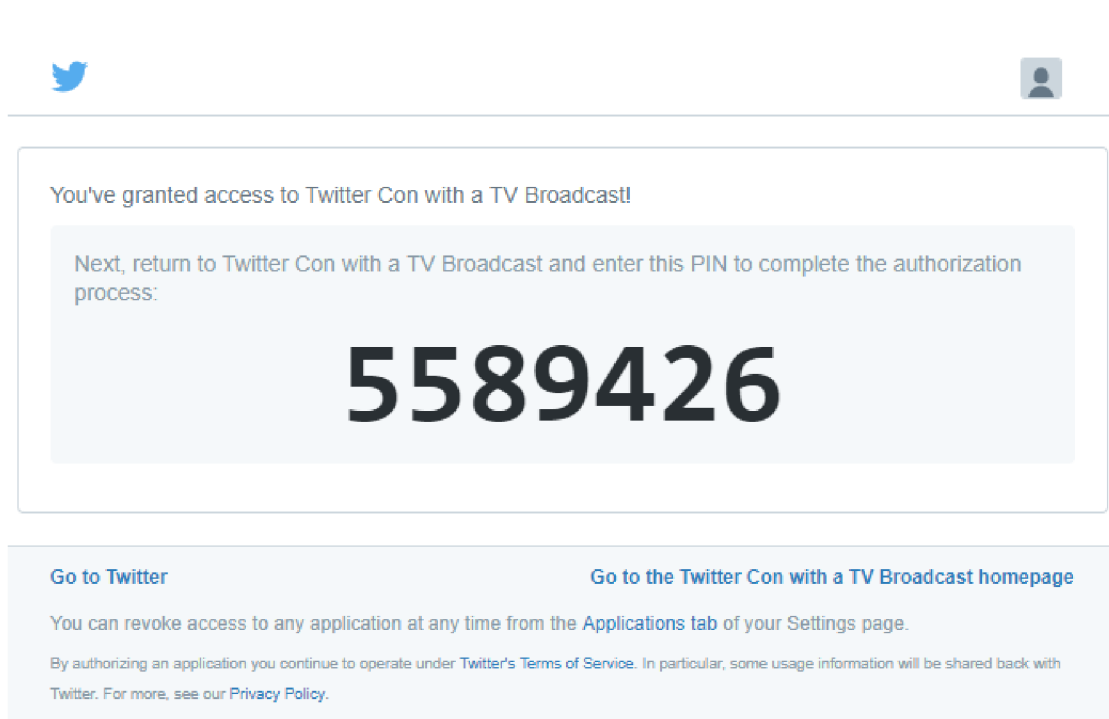 You've granted access to Twitter Con with a TV Broadcast!
Next, return to Twitter Con with a TV Broadcast and enter this PIN to complete the authorization
process:
5589426
Go to Twitter
Go to the Twitter Con with a TV Broadcast homepage
You can revoke access to any application at any time from the Applications tab of your Settings page.
By authorizing an application you continue to operate under Twitter's Terms of Service. In particular, some usage information will be shared back with
Twitter. For more, see our Privacy Policy.